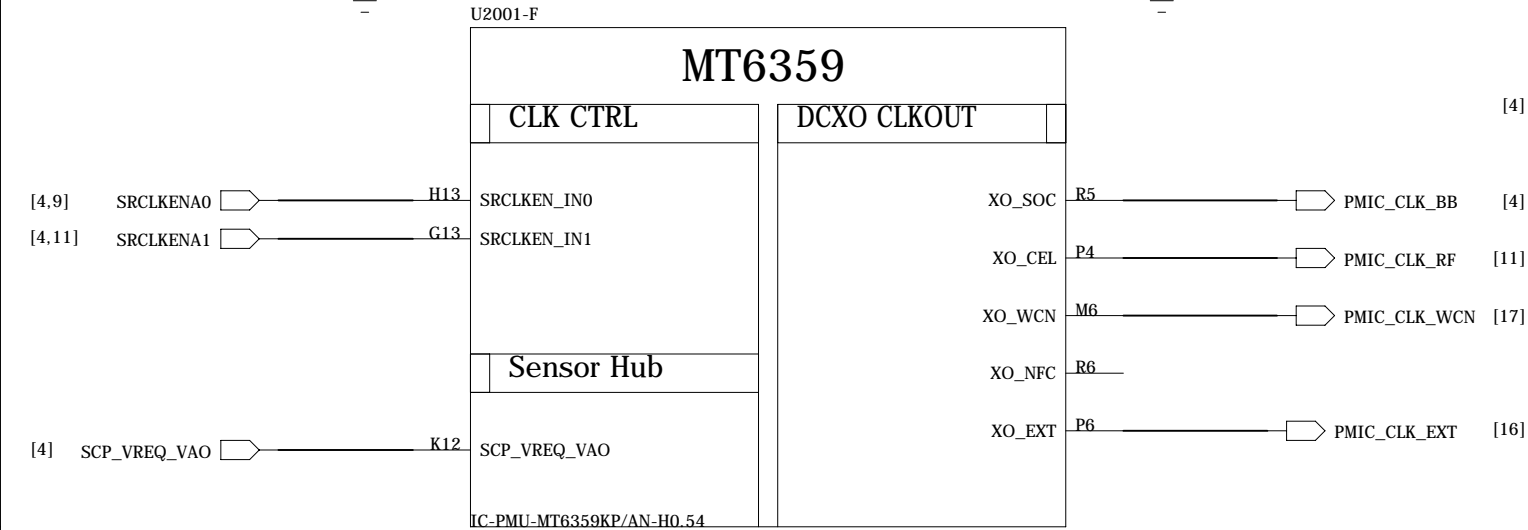 U2001-F
MT6359
CLK CTRL
DCXO CLKOUT
[4]
[4,9] SRCLKENA0 H13 SRCLKEN_IN0
XO_SOC R5 PMIC_CLK_BB [4]
[4,11] SRCLKENA1 G13 SRCLKEN_IN1
XO_CEL P4 PMIC_CLK_RF [11]
XO_WCN M6 PMIC_CLK_WCN [17]
Sensor Hub
XO_NFC R6
XO_EXT P6 PMIC_CLK_EXT [16]
[4] SCP_VREQ_VAO K12 SCP_VREQ_VAO
IC-PMU-MT6359KP/AN-H0.54